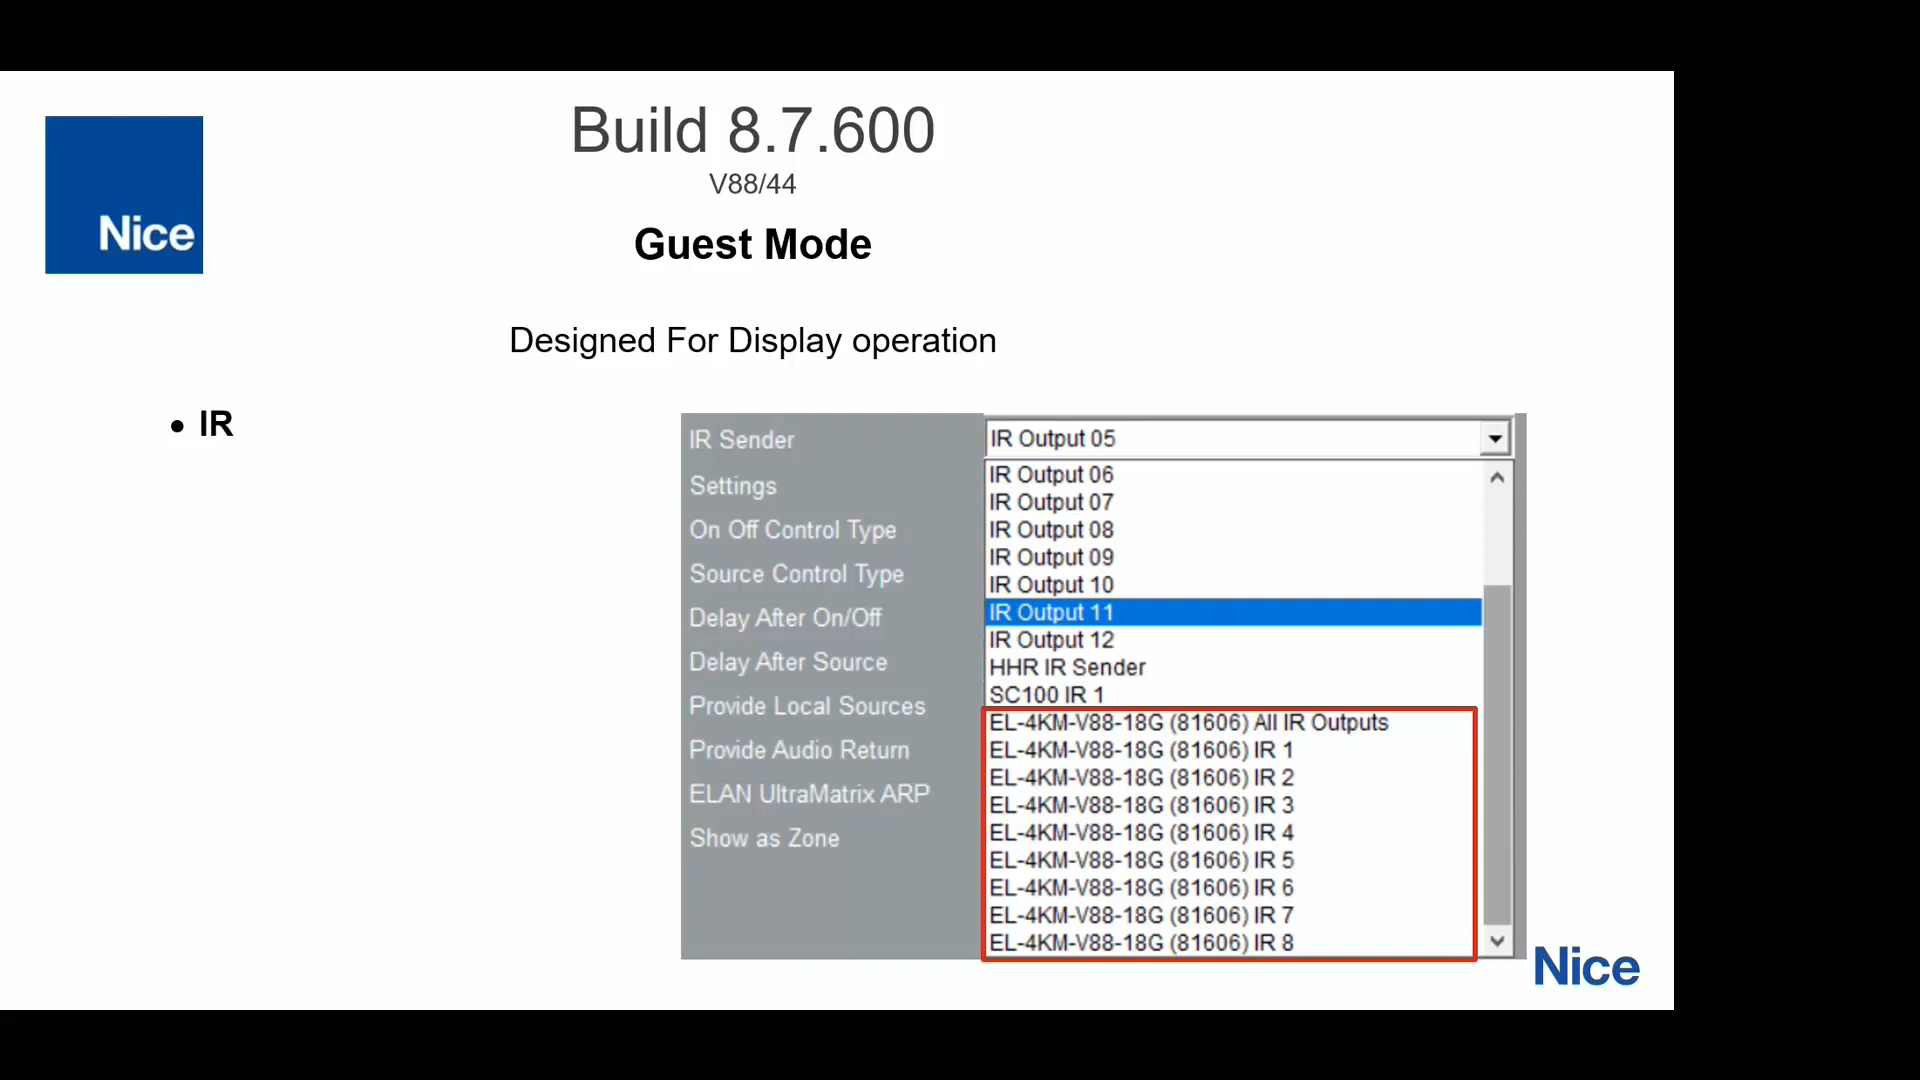 Build 8.7.600
V88/44
Nice
Guest Mode
Designed For Display operation
• IR
IR Sender
IR Output 05
Settings
On Off Control Type
Source Control Type
Delay After On/Off
Delay After Source
Provide Local Sources
Provide Audio Return
ELAN UltraMatrix ARP
Show as Zone
IR Output 06
IR Output 07
IR Output 08
IR Output 09
IR Output 10
IR Output 11
IR Output 12
HHR IR Sender
SC100 IR 1
EL-4KM-V88-18G (81606) All IR Outputs
EL-4KM-V88-18G (81606) IR 1
EL-4KM-V88-18G (81606) IR 2
EL-4KM-V88-18G (81606) IR 3
EL-4KM-V88-18G (81606) IR 4
EL-4KM-V88-18G (81606) IR 5
EL-4KM-V88-18G (81606) IR 6
EL-4KM-V88-18G (81606) IR 7
EL-4KM-V88-18G (81606) IR 8
Nice